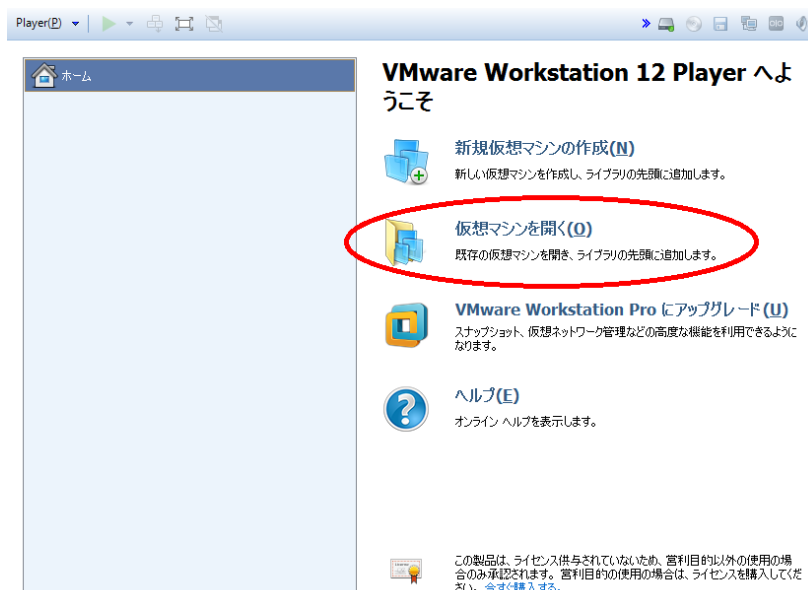 Player(P)
ホーム
VMware Workstation 12 Player へよ
うこそ
新規仮想マシンの作成(N)
新しい仮想マシンを作成し、ライブラリの先頭に追加します。
仮想マシンを開く(O)
既存の仮想マシンを開き、ライブラリの先頭に追加します。
VMware Workstation Pro にアップグレード(U)
スナップショット、仮想ネットワーク管理などの高度な機能を利用できるように
なります。
ヘルプ(E)
オンライン ヘルプを表示します。
この製品は、ライセンス供与されていないため、営利目的以外の使用の場
合のみ承認されます。営利目的の使用の場合は、ライセンスを購入してくだ
さい。今すぐ購入する。